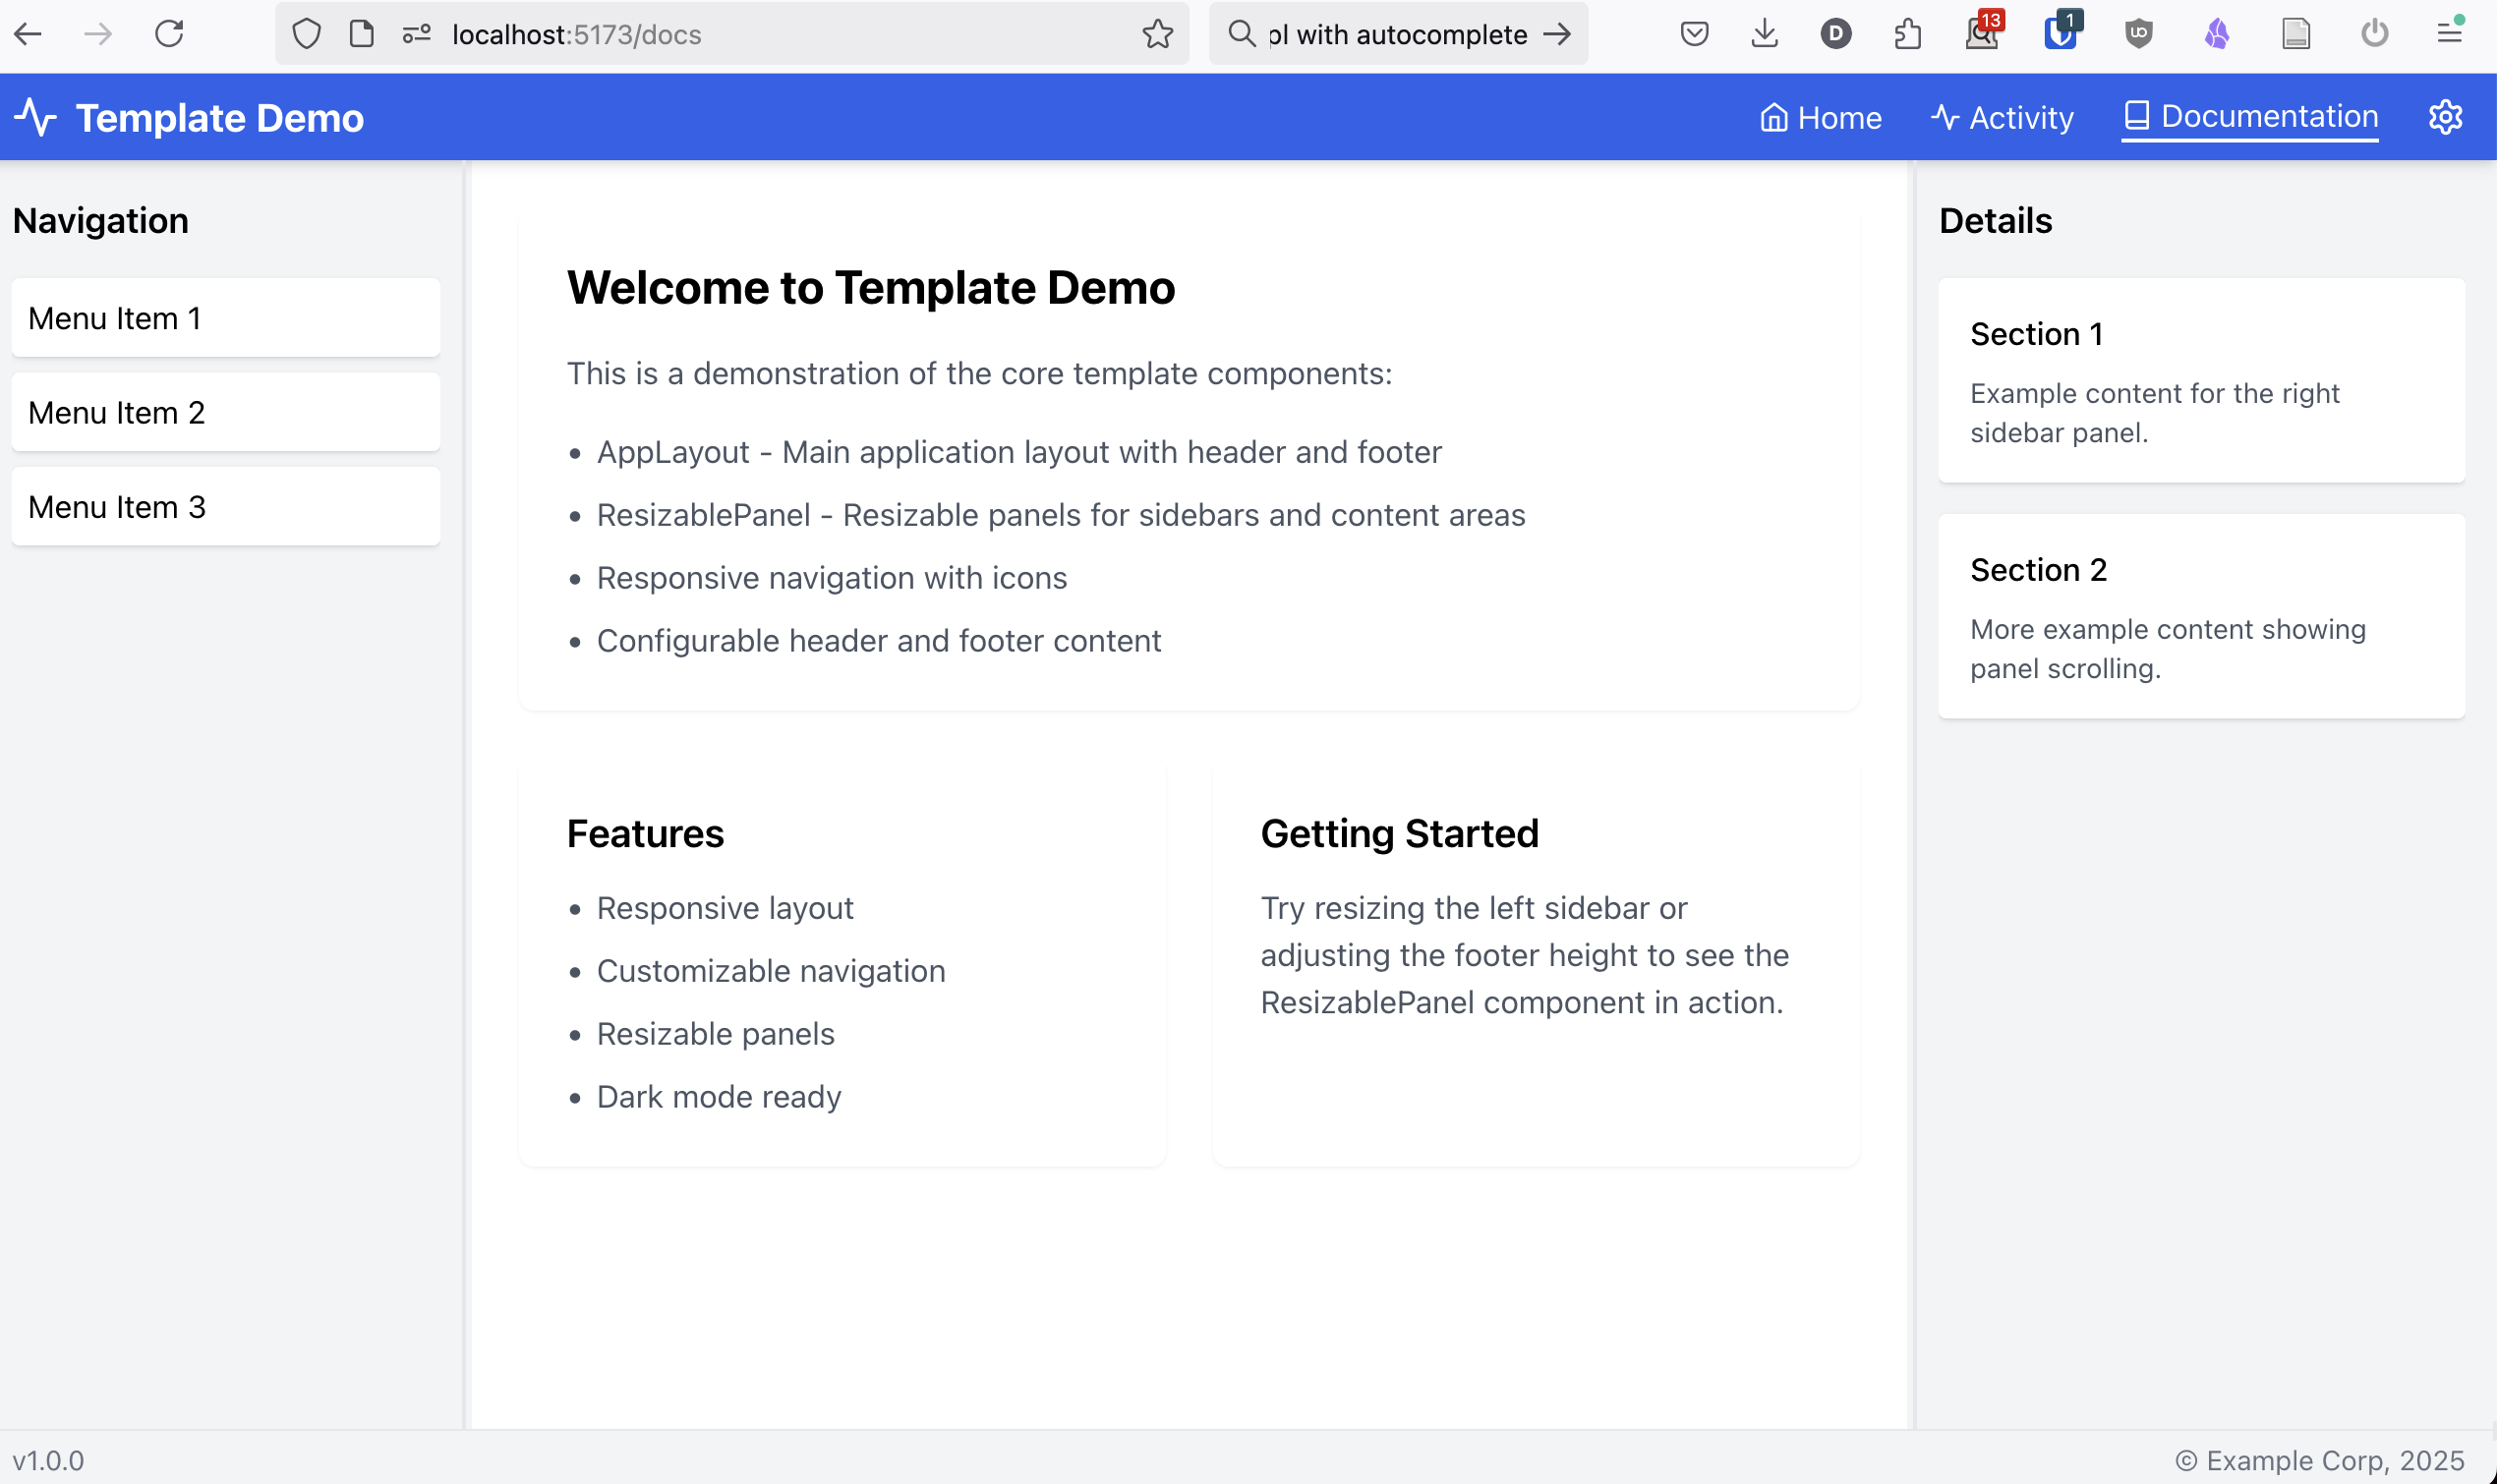 localhost:5173/docs
pl with autocomplete
D
13
1
Template Demo
Home
Activity
Documentation
Navigation
Menu Item 1
Menu Item 2
Menu Item 3
Welcome to Template Demo
This is a demonstration of the core template components:
• AppLayout - Main application layout with header and footer
• ResizablePanel - Resizable panels for sidebars and content areas
• Responsive navigation with icons
• Configurable header and footer content
Features
• Responsive layout
• Customizable navigation
• Resizable panels
• Dark mode ready
Getting Started
Try resizing the left sidebar or
adjusting the footer height to see the
ResizablePanel component in action.
Details
Section 1
Example content for the right
sidebar panel.
Section 2
More example content showing
panel scrolling.
v1.0.0
© Example Corp, 2025